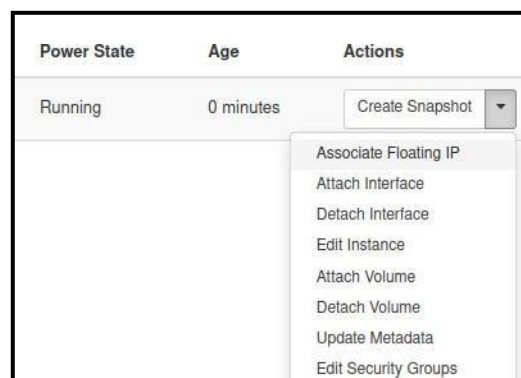 Power State Age Actions
Running 0 minutes Create Snapshot
Associate Floating IP
Attach Interface
Detach Interface
Edit Instance
Attach Volume
Detach Volume
Update Metadata
Edit Security Groups